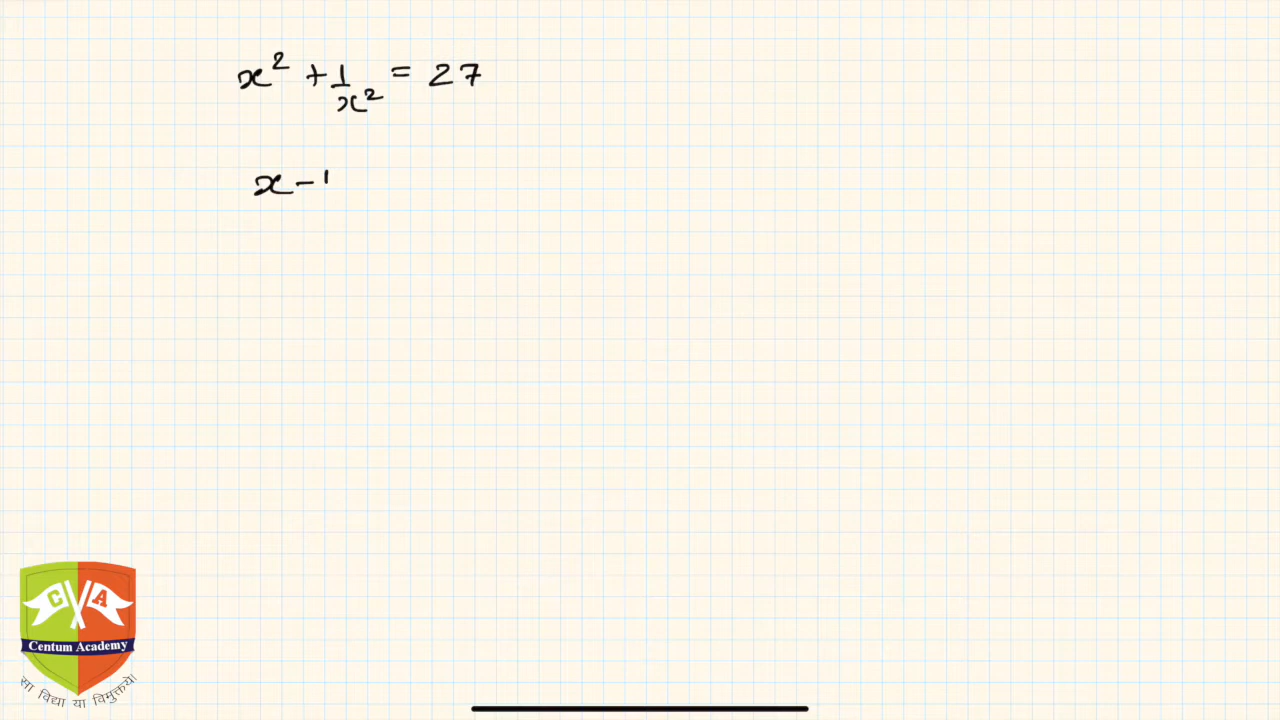 x² + 1/x² = 27
x - 1
C A
Centum Academy
सा विद्या या विमुक्तये